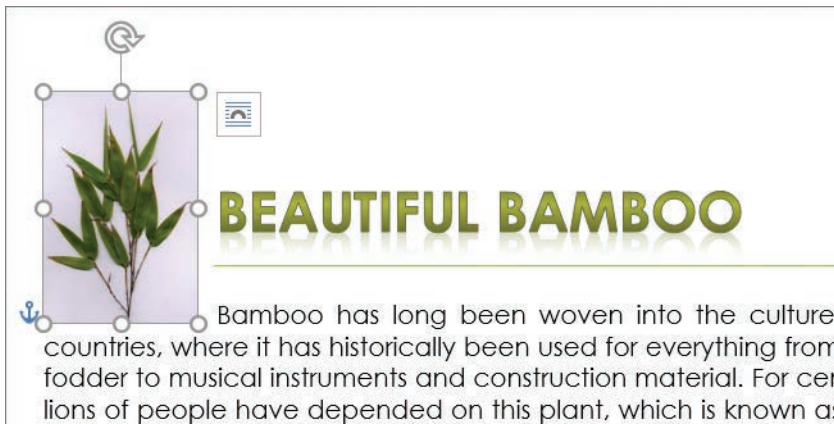 BEAUTIFUL BAMBOO
Bamboo has long been woven into the culture
countries, where it has historically been used for everything from
fodder to musical instruments and construction material. For cen
lions of people have depended on this plant, which is known as